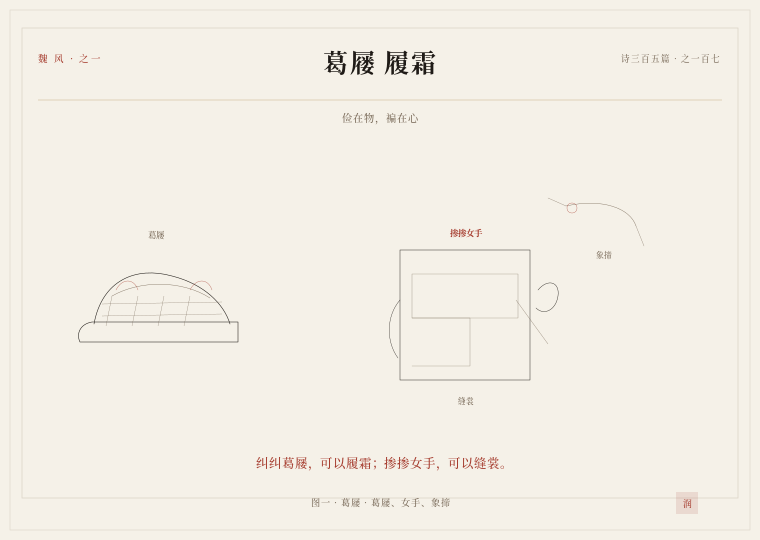 魏 风 · 之一
葛屦 履霜
诗三百五篇 · 之一百七
俭在物，褊在心
葛屦
掺掺女手
象揥
缝裳
纠纠葛屦，可以履霜；掺掺女手，可以缝裳。
图一 · 葛屦 · 葛屦、女手、象揥
润